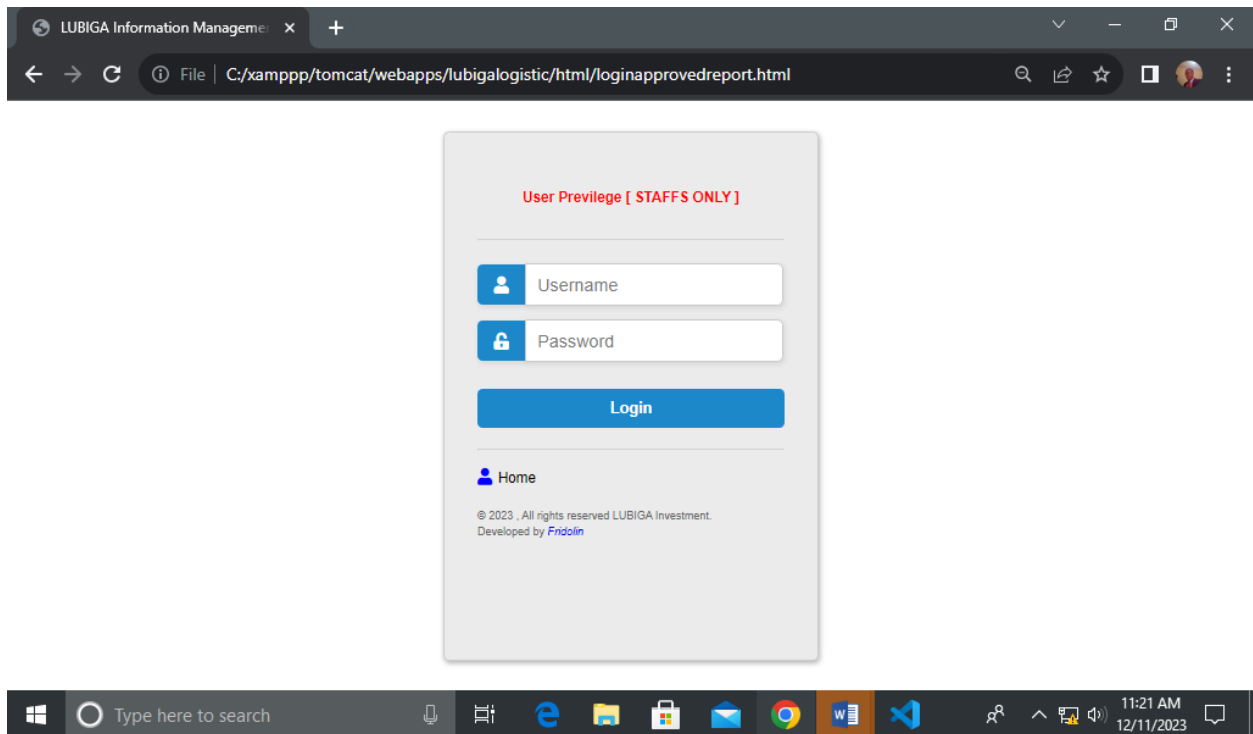 LUBIGA Information Manageme
File C:/xamppp/tomcat/webapps/lubigalogistic/html/loginapprovedreport.html
User Previlege [ STAFFS ONLY ]
Username
Password
Login
Home
© 2023 , All rights reserved LUBIGA Investment.
Developed by Fridolin
Type here to search
11:21 AM
12/11/2023